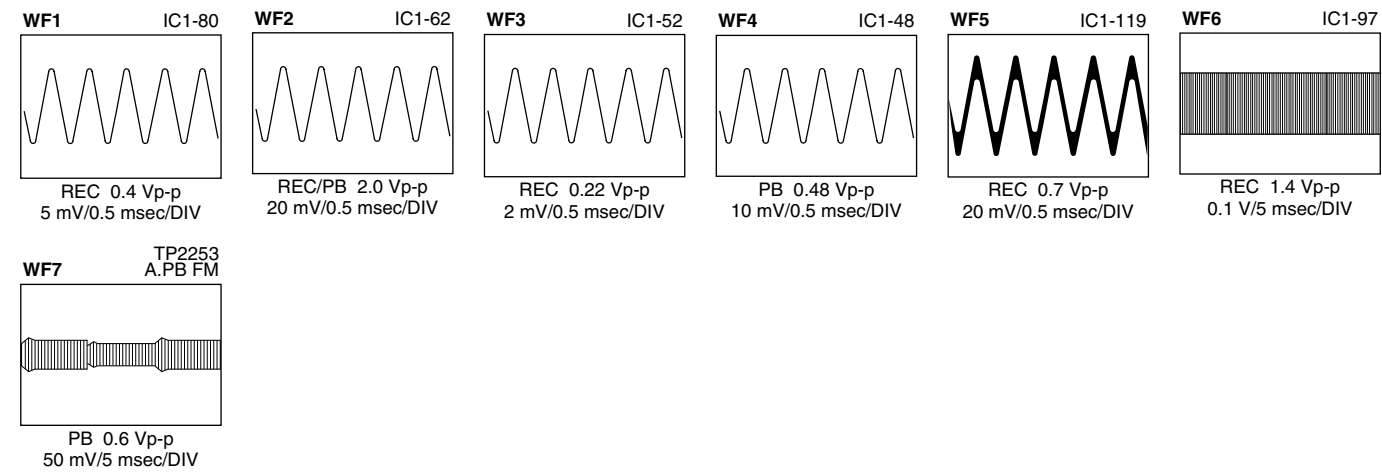 WF1 IC1-80
REC 0.4 Vp-p
5 mV/0.5 msec/DIV
WF2 IC1-62
REC/PB 2.0 Vp-p
20 mV/0.5 msec/DIV
WF3 IC1-52
REC 0.22 Vp-p
2 mV/0.5 msec/DIV
WF4 IC1-48
PB 0.48 Vp-p
10 mV/0.5 msec/DIV
WF5 IC1-119
REC 0.7 Vp-p
20 mV/0.5 msec/DIV
WF6 IC1-97
REC 1.4 Vp-p
0.1 V/5 msec/DIV
TP2253
WF7 A.PB FM
PB 0.6 Vp-p
50 mV/5 msec/DIV